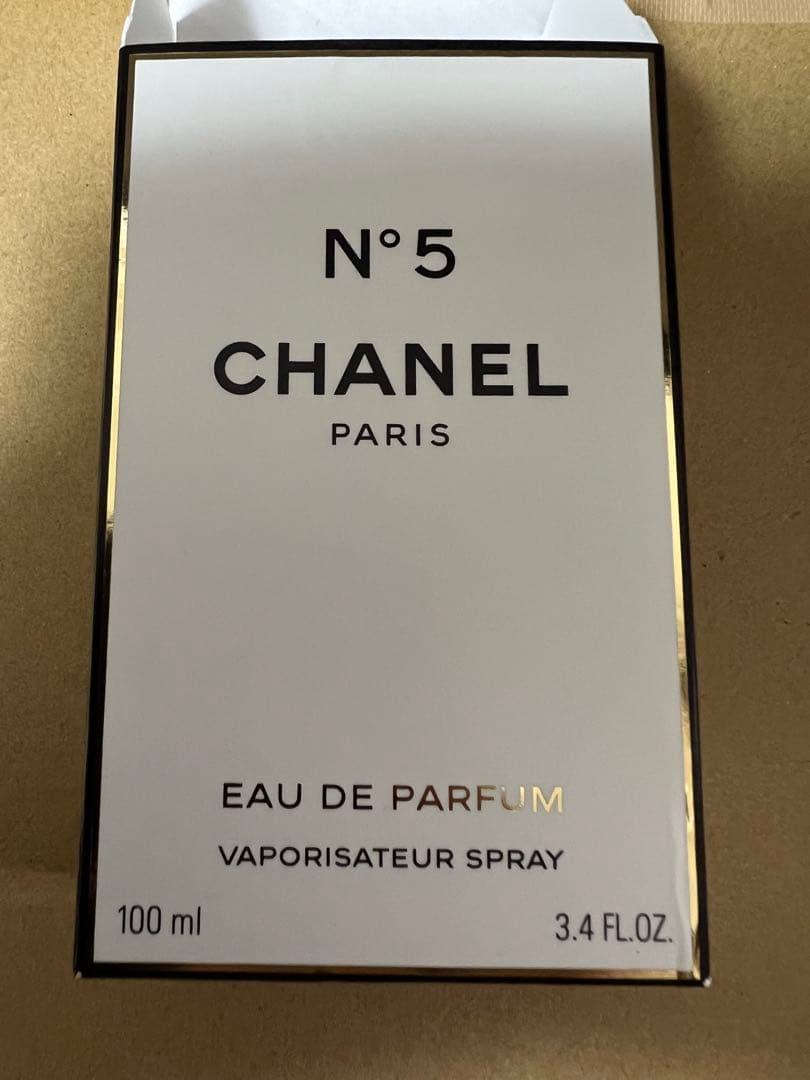 N°5
CHANEL
PARIS
EAU DE PARFUM
VAPORISATEUR SPRAY
100 ml
3.4 FL.OZ.